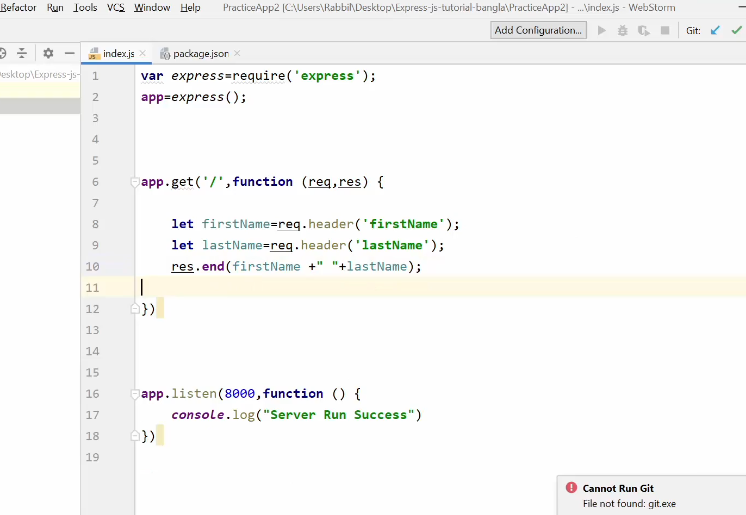 Refactor Run Tools VCS Window Help PracticeApp2 [C:\Users\Rabbil\Desktop\Express-js-tutorial-bangla\PracticeApp2] - ...\index.js - WebStorm
Add Configuration... Git:
index.js package.json
esktop\Express-js-
1 var express=require('express');
2 app=express();
3
4
5
6 app.get('/',function (req,res) {
7
8 let firstName=req.header('firstName');
9 let lastName=req.header('lastName');
10 res.end(firstName +" "+lastName);
11
12 })
13
14
15
16 app.listen(8000,function () {
17 console.log("Server Run Success")
18 })
19
Cannot Run Git
File not found: git.exe